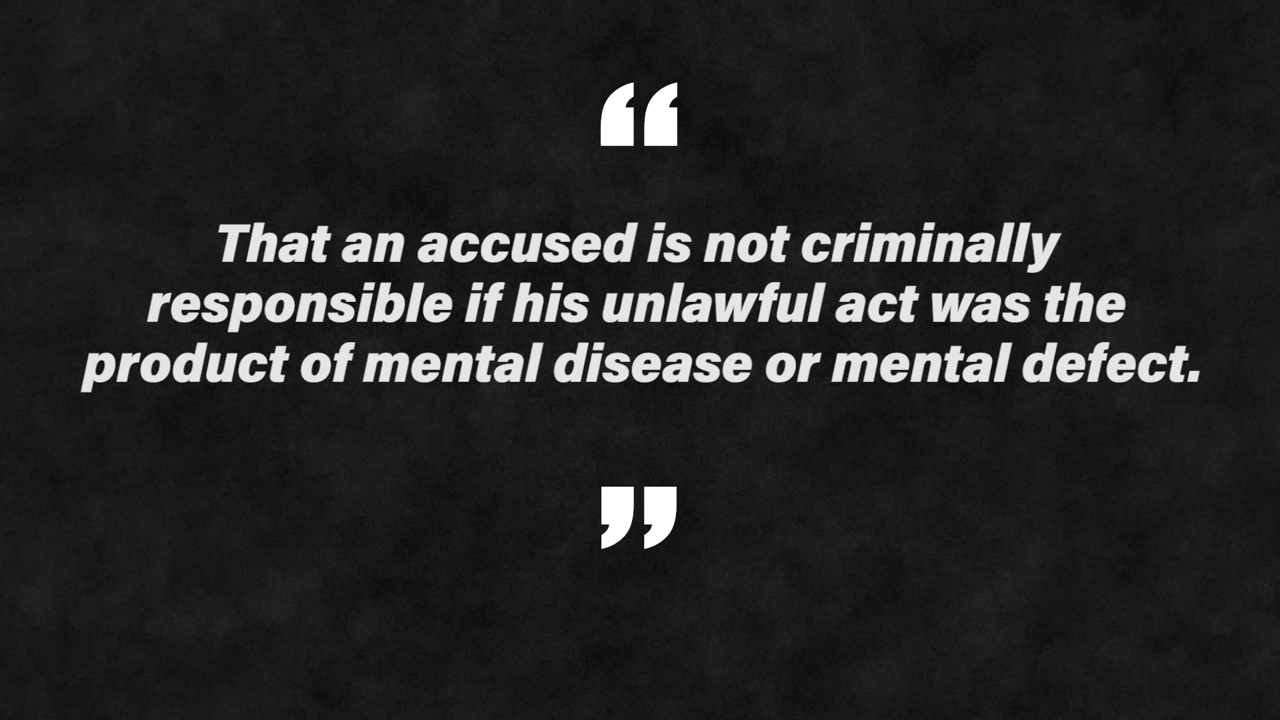 “
That an accused is not criminally
responsible if his unlawful act was the
product of mental disease or mental defect.
”